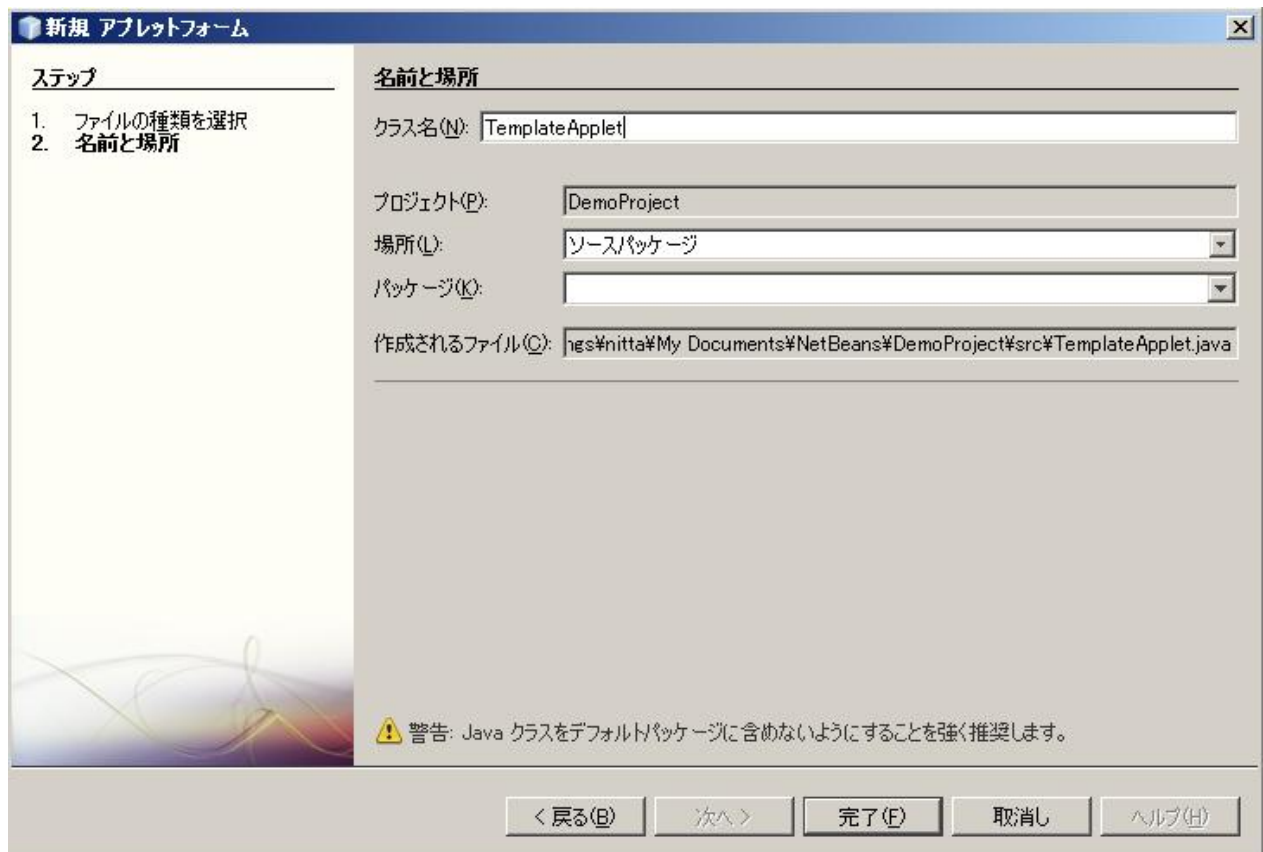 新規 アプレットフォーム
ステップ
1. ファイルの種類を選択
2. 名前と場所
名前と場所
クラス名(N): TemplateApplet
プロジェクト(P): DemoProject
場所(L): ソースパッケージ
パッケージ(K):
作成されるファイル(C): ngs¥nitta¥My Documents¥NetBeans¥DemoProject¥src¥TemplateApplet.java
警告: Java クラスをデフォルトパッケージに含めないようにすることを強く推奨します。
< 戻る(B) 次へ > 完了(F) 取消し ヘルプ(H)